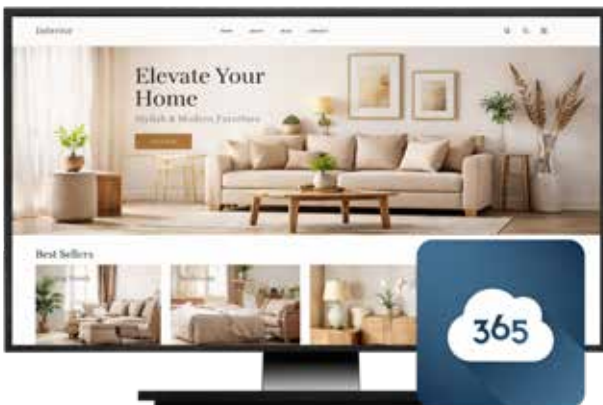 Interior
Elevate Your
Home
Stylish & Modern Furniture
Best Sellers
365